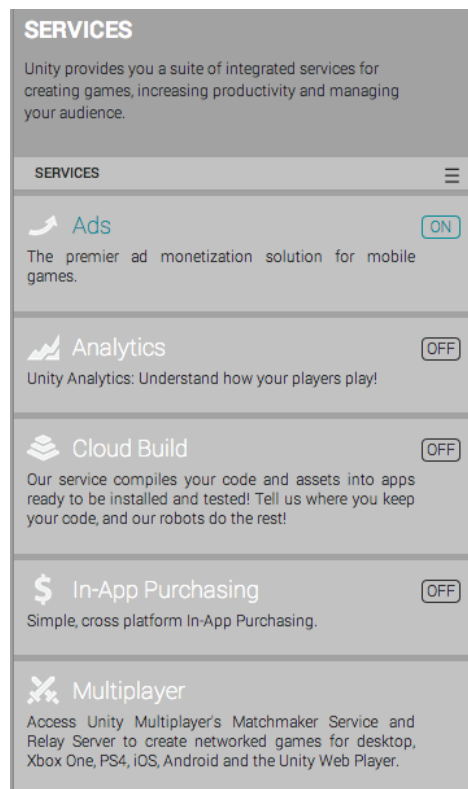 SERVICES
Unity provides you a suite of integrated services for
creating games, increasing productivity and managing
your audience.
SERVICES
Ads
ON
The premier ad monetization solution for mobile
games.
Analytics
OFF
Unity Analytics: Understand how your players play!
Cloud Build
OFF
Our service compiles your code and assets into apps
ready to be installed and tested! Tell us where you keep
your code, and our robots do the rest!
In-App Purchasing
OFF
Simple, cross platform In-App Purchasing.
Multiplayer
Access Unity Multiplayer's Matchmaker Service and
Relay Server to create networked games for desktop,
Xbox One, PS4, iOS, Android and the Unity Web Player.